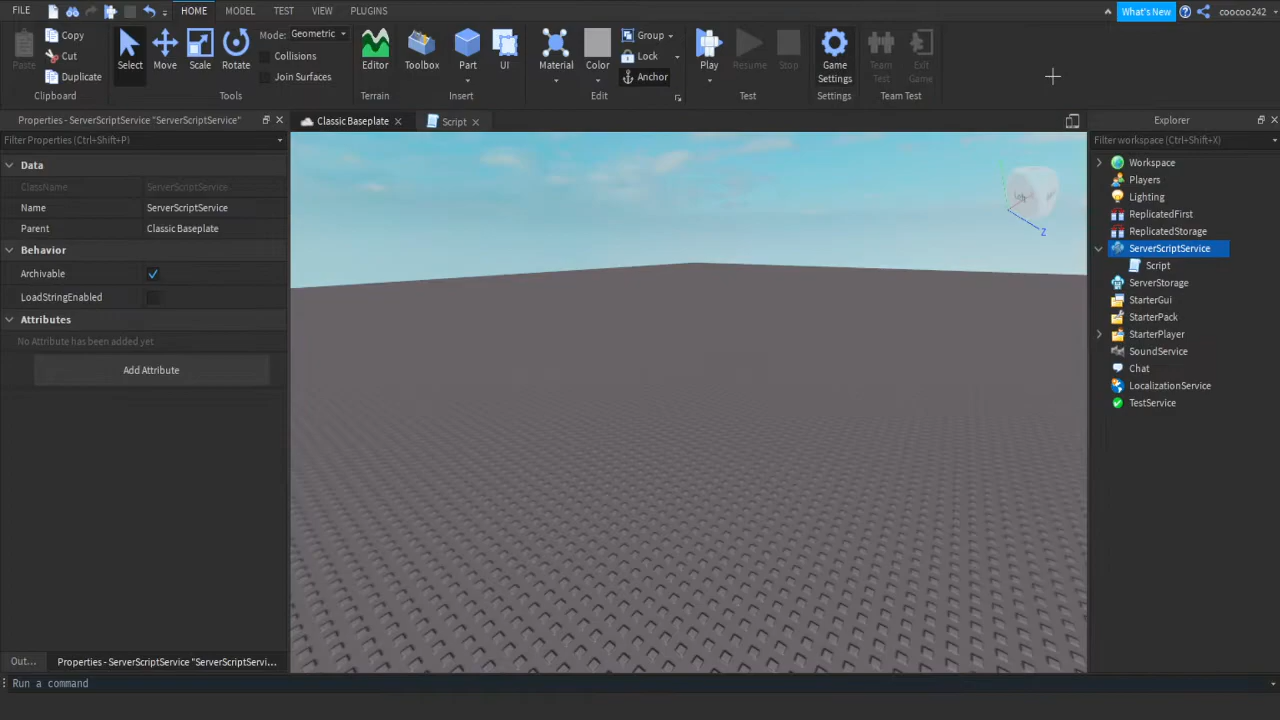 FILE
HOME
MODEL
TEST
VIEW
PLUGINS
What's New
coocoo242
Paste
Copy
Cut
Duplicate
Clipboard
Select
Move
Scale
Rotate
Mode: Geometric
Collisions
Join Surfaces
Tools
Editor
Terrain
Toolbox
Part
UI
Insert
Material
Color
Group
Lock
Anchor
Edit
Play
Resume
Stop
Test
Game
Settings
Settings
Team
Test
Exit
Game
Team Test
Properties - ServerScriptService "ServerScriptService"
Filter Properties (Ctrl+Shift+P)
Data
ClassName ServerScriptService
Name ServerScriptService
Parent Classic Baseplate
Behavior
Archivable
LoadStringEnabled
Attributes
No Attribute has been added yet
Add Attribute
Out...
Properties - ServerScriptService "ServerScriptServi...
Run a command
Classic Baseplate
Script
Z
Explorer
Filter workspace (Ctrl+Shift+X)
Workspace
Players
Lighting
ReplicatedFirst
ReplicatedStorage
ServerScriptService
Script
ServerStorage
StarterGui
StarterPack
StarterPlayer
SoundService
Chat
LocalizationService
TestService